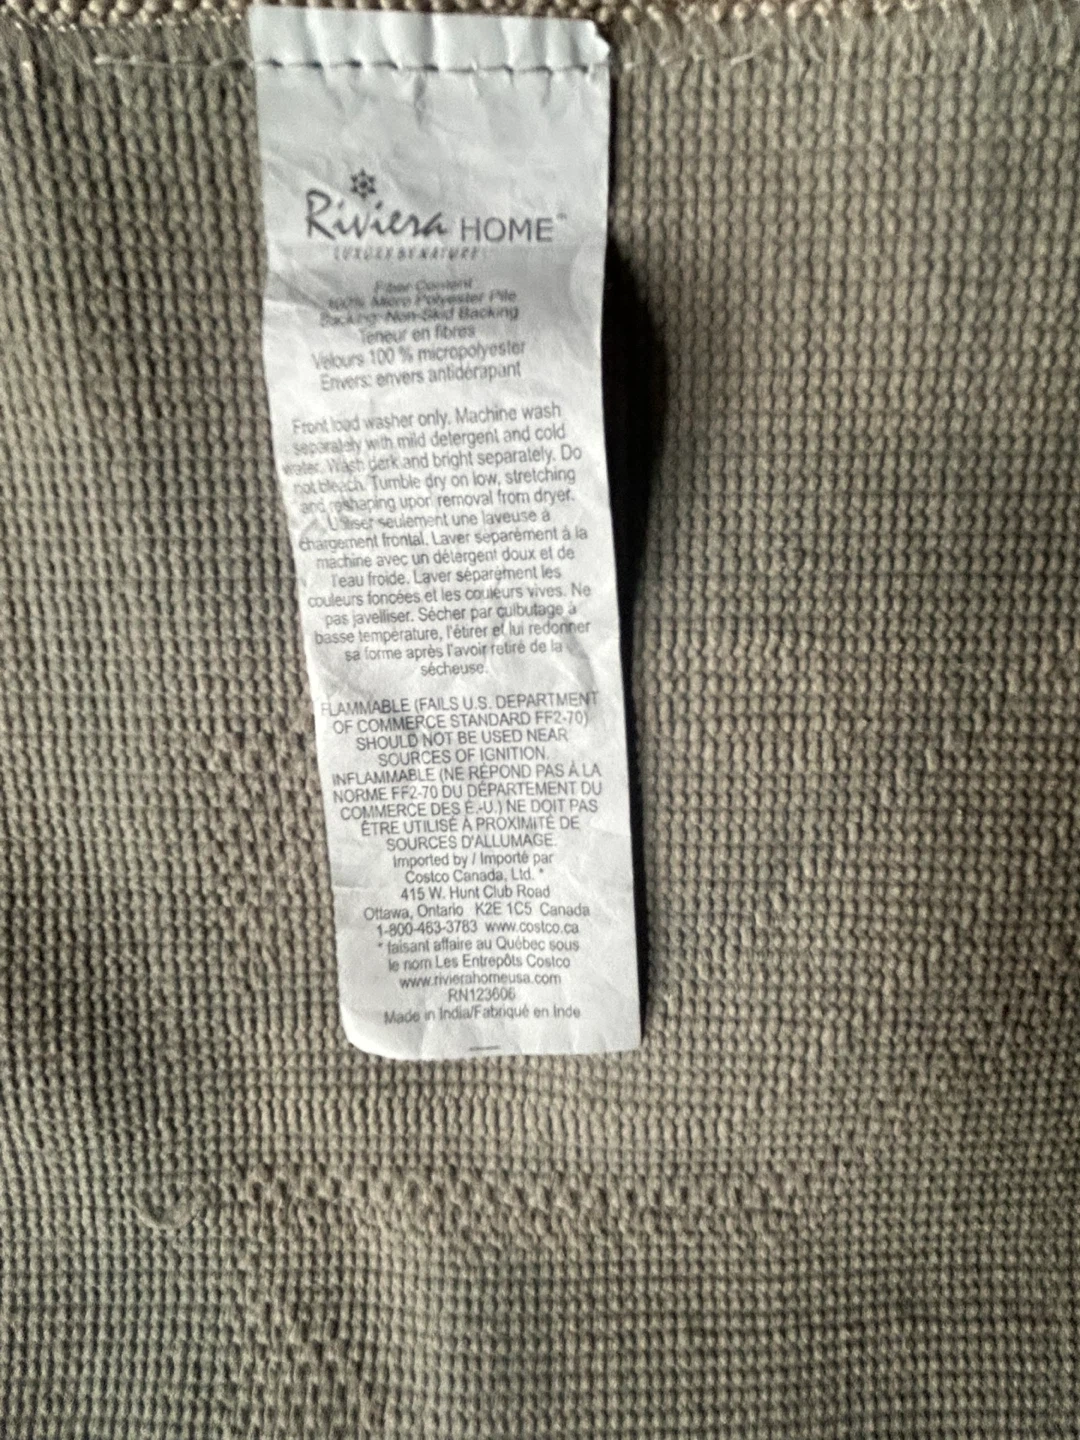 Riviera HOME™
LUXURY BY NATURE
Fiber Content
100% Micro Polyester Pile
Backing: Non-Skid Backing
Teneur en fibres
Velours 100 % micropolyester
Envers: envers antidérapant
Front load washer only. Machine wash
separately with mild detergent and cold
water. Wash dark and bright separately. Do
not bleach. Tumble dry on low, stretching
and reshaping upon removal from dryer.
Utiliser seulement une laveuse à
chargement frontal. Laver séparément à la
machine avec un détergent doux et de
l'eau froide. Laver séparément les
couleurs foncées et les couleurs vives. Ne
pas javelliser. Sécher par culbutage à
basse température, l'étirer et lui redonner
sa forme après l'avoir retiré de la
sécheuse.
FLAMMABLE (FAILS U.S. DEPARTMENT
OF COMMERCE STANDARD FF2-70)
SHOULD NOT BE USED NEAR
SOURCES OF IGNITION.
INFLAMMABLE (NE RÉPOND PAS À LA
NORME FF2-70 DU DÉPARTEMENT DU
COMMERCE DES É.-U.) NE DOIT PAS
ÊTRE UTILISÉ À PROXIMITÉ DE
SOURCES D'ALLUMAGE.
Imported by / Importé par
Costco Canada, Ltd. *
415 W. Hunt Club Road
Ottawa, Ontario K2E 1C5 Canada
1-800-463-3783 www.costco.ca
* faisant affaire au Québec sous
le nom Les Entrepôts Costco
www.rivierahomeusa.com
RN123606
Made in India/Fabriqué en Inde